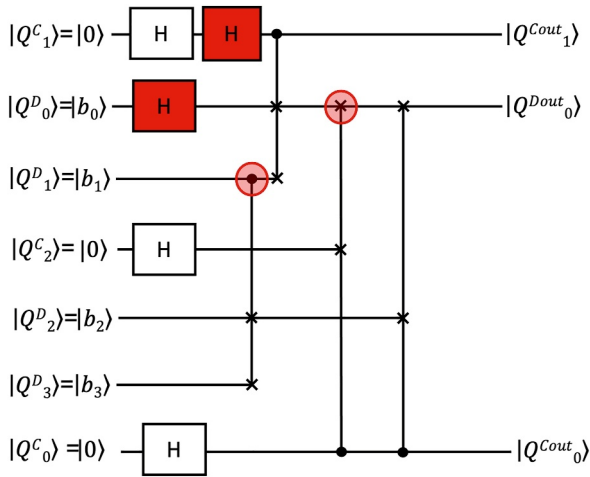 |Q^C_1⟩=|0⟩ H H |Q^Cout_1⟩
|Q^D_0⟩=|b_0⟩ H |Q^Dout_0⟩
|Q^D_1⟩=|b_1⟩
|Q^C_2⟩=|0⟩ H
|Q^D_2⟩=|b_2⟩
|Q^D_3⟩=|b_3⟩
|Q^C_0⟩ =|0⟩ H |Q^Cout_0⟩